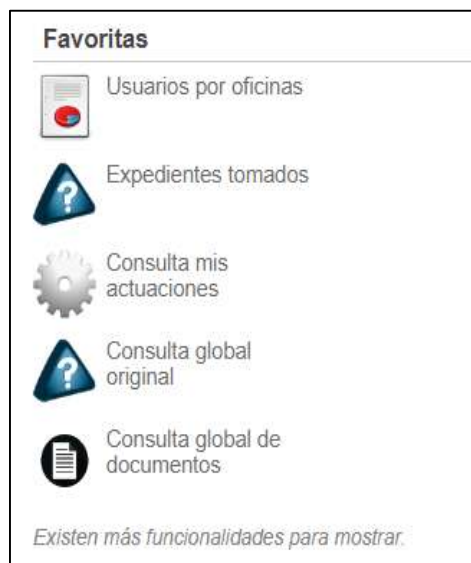 Favoritas
Usuarios por oficinas
Expedientes tomados
Consulta mis
actuaciones
Consulta global
original
Consulta global de
documentos
Existen más funcionalidades para mostrar.